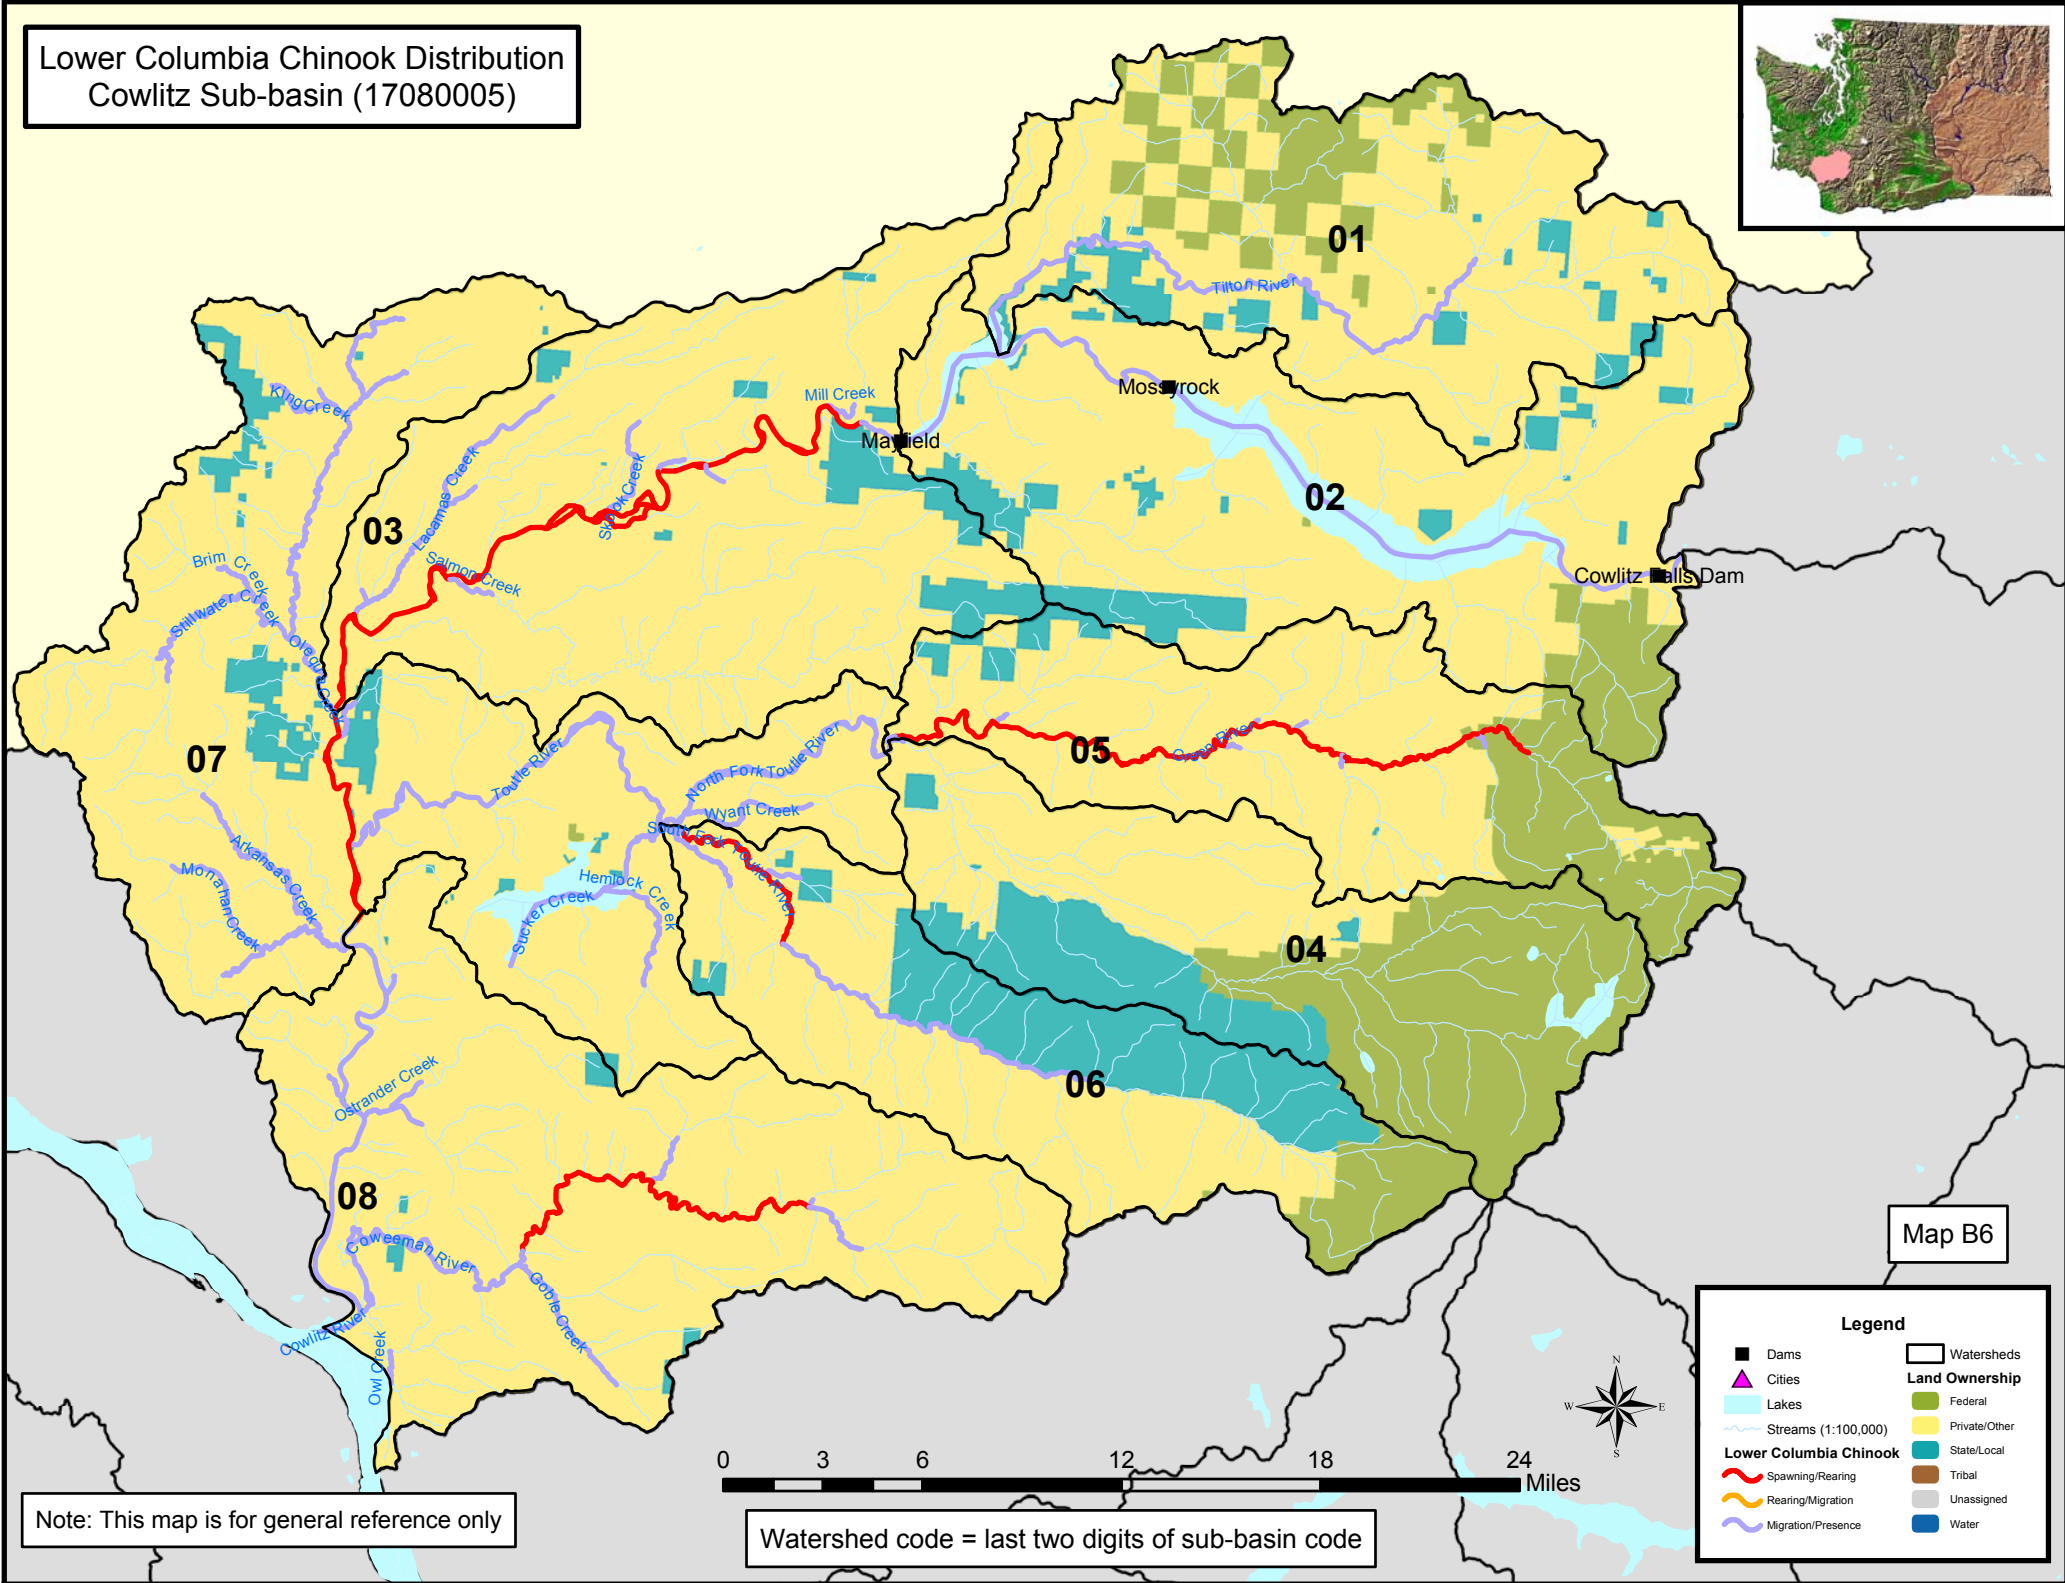 Lower Columbia Chinook Distribution
Cowlitz Sub-basin (17080005)
01
Tilton River
King Creek
Mill Creek
Mossyrock
Mayfield
02
03
Lacamas Creek
Skook Creek
Salmon Creek
Brim Creek
Stillwater Creek
Olequa Creek
Cowlitz Falls Dam
07
Toutle River
North Fork Toutle River
05
Green River
Wyant Creek
South Fork Toutle River
Arkansas Creek
Monahan Creek
Hemlock Creek
Sucker Creek
04
06
Ostrander Creek
08
Coweeman River
Goble Creek
Cowlitz River
Owl Creek
Map B6
Legend
Dams
Cities
Lakes
Streams (1:100,000)
Lower Columbia Chinook
Spawning/Rearing
Rearing/Migration
Migration/Presence
Watersheds
Land Ownership
Federal
Private/Other
State/Local
Tribal
Unassigned
Water
N
W E
S
0 3 6 12 18 24
Miles
Note: This map is for general reference only
Watershed code = last two digits of sub-basin code